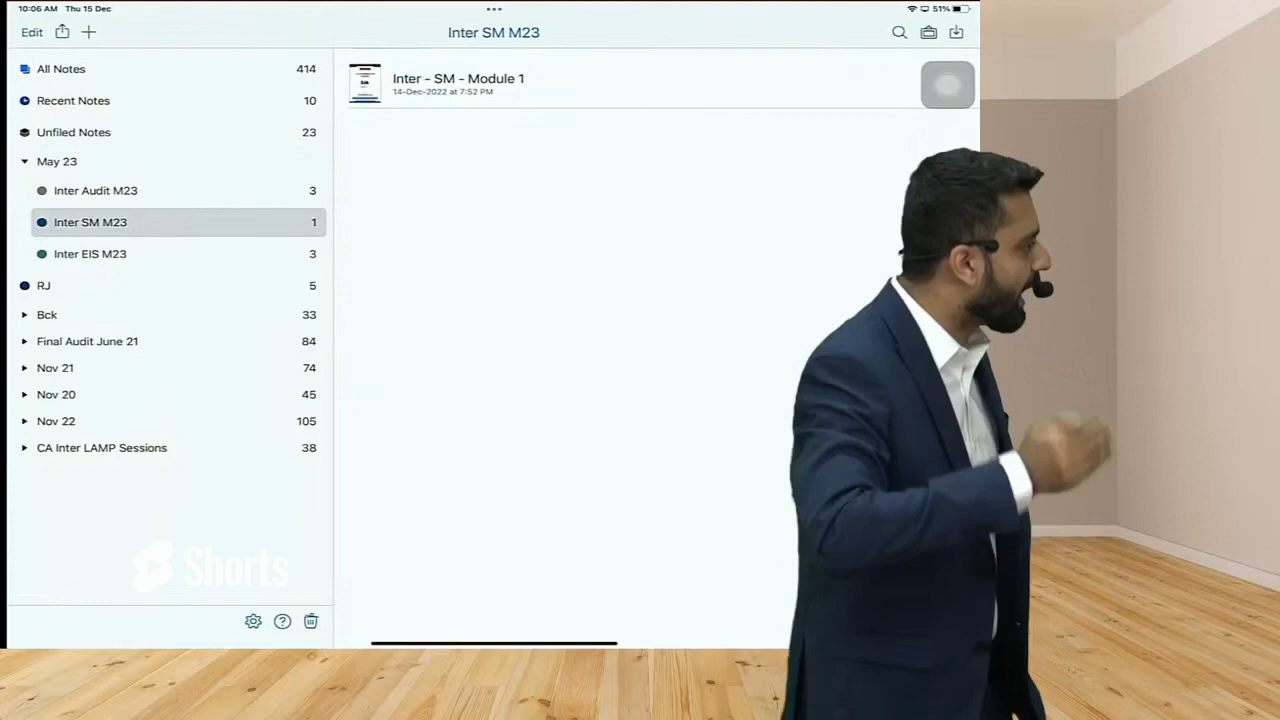 10:06 AM Thu 15 Dec
51%
Edit
Inter SM M23
All Notes 414
Recent Notes 10
Unfiled Notes 23
May 23
Inter Audit M23 3
Inter SM M23 1
Inter EIS M23 3
RJ 5
Bck 33
Final Audit June 21 84
Nov 21 74
Nov 20 45
Nov 22 105
CA Inter LAMP Sessions 38
Inter - SM - Module 1
14-Dec-2022 at 7:52 PM
Shorts